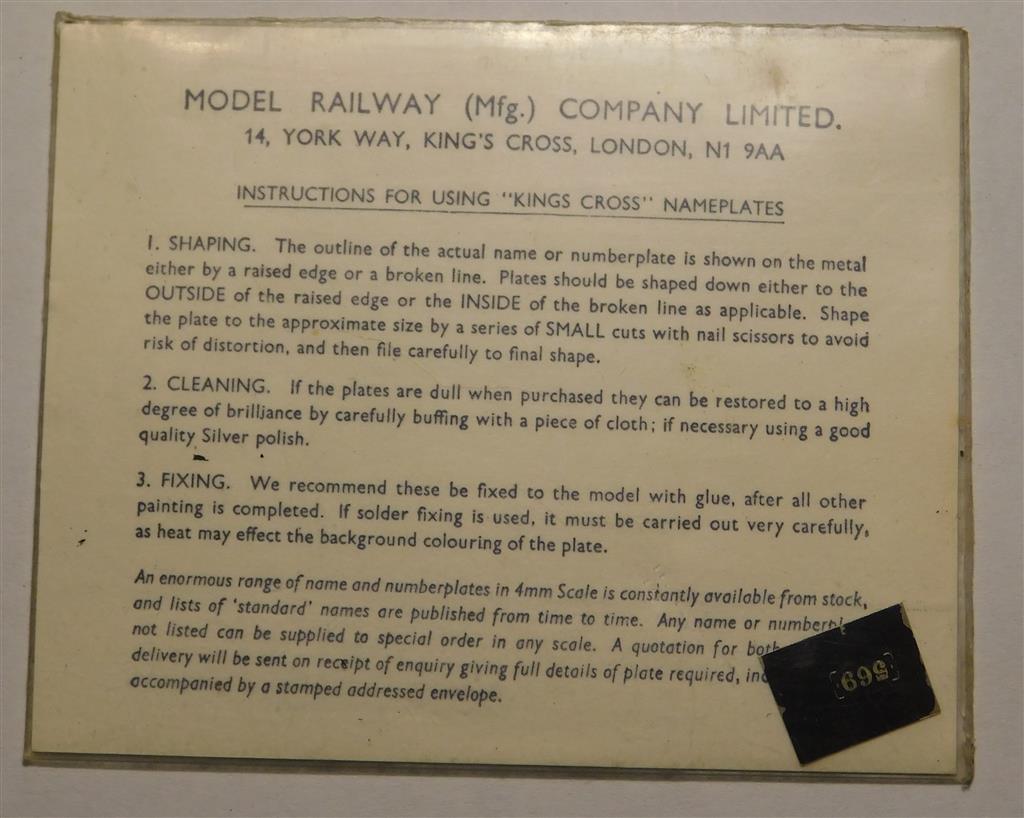 MODEL RAILWAY (Mfg.) COMPANY LIMITED.
14, YORK WAY, KING'S CROSS, LONDON, N1 9AA
INSTRUCTIONS FOR USING "KINGS CROSS" NAMEPLATES
1. SHAPING. The outline of the actual name or numberplate is shown on the metal
either by a raised edge or a broken line. Plates should be shaped down either to the
OUTSIDE of the raised edge or the INSIDE of the broken line as applicable. Shape
the plate to the approximate size by a series of SMALL cuts with nail scissors to avoid
risk of distortion, and then file carefully to final shape.
2. CLEANING. If the plates are dull when purchased they can be restored to a high
degree of brilliance by carefully buffing with a piece of cloth; if necessary using a good
quality Silver polish.
3. FIXING. We recommend these be fixed to the model with glue, after all other
painting is completed. If solder fixing is used, it must be carried out very carefully,
as heat may effect the background colouring of the plate.
An enormous range of name and numberplates in 4mm Scale is constantly available from stock,
and lists of 'standard' names are published from time to time. Any name or
not listed can be supplied to special order in any scale. A quotation for both
delivery will be sent on receipt of enquiry giving full details of plate required,
accompanied by a stamped addressed envelope.
569